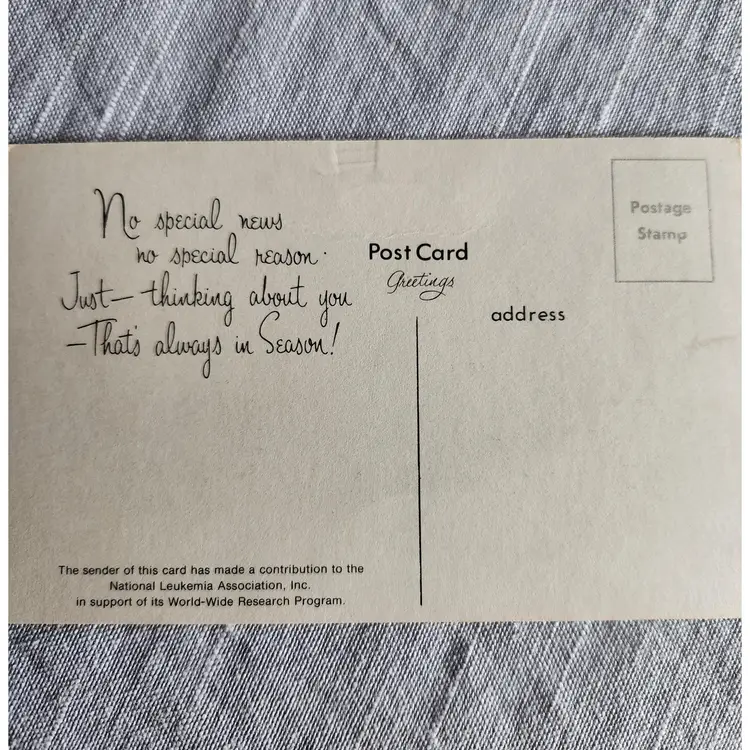 No special news
no special reason.
Just—thinking about you
—That's always in Season!
Post Card
Greetings
Postage
Stamp
address
The sender of this card has made a contribution to the
National Leukemia Association, Inc.
in support of its World-Wide Research Program.